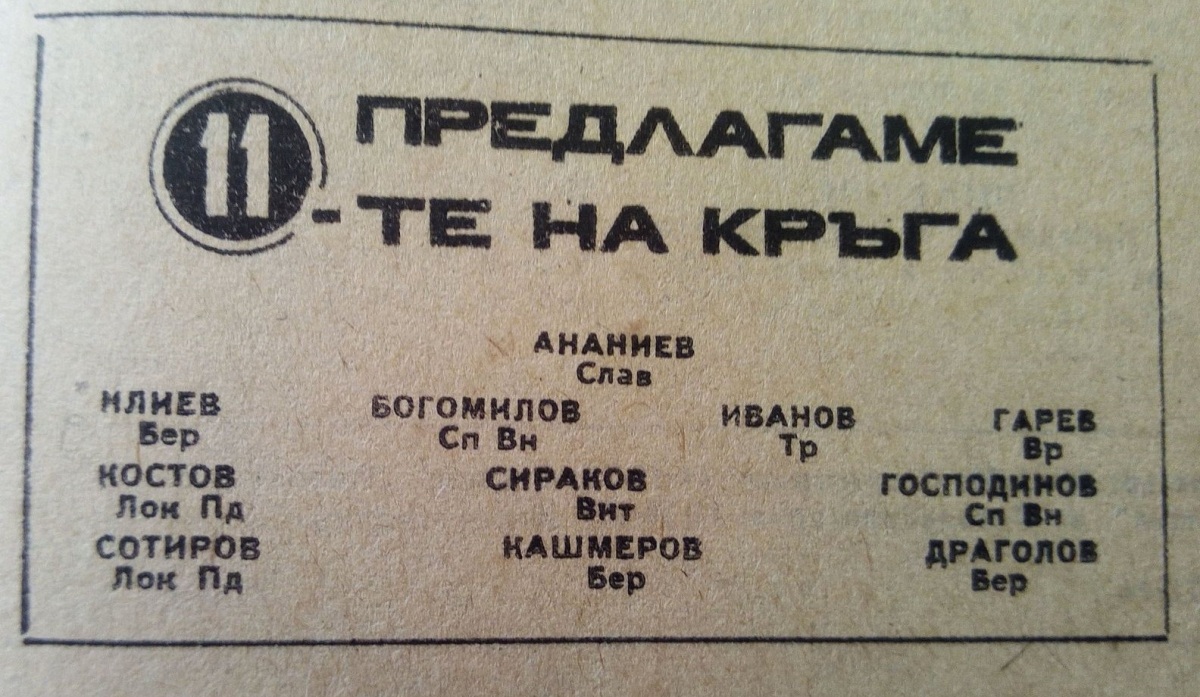 ПРЕДЛАГАМЕ
11-ТЕ НА КРЪГА
АНАНИЕВ
Слав
ИЛИЕВ БОГОМИЛОВ ИВАНОВ ГАРЕВ
Бер Сп Вн Тр Вр
КОСТОВ СИРАКОВ ГОСПОДИНОВ
Лок Пд Вит Сп Вн
СОТИРОВ КАШМЕРОВ ДРАГОЛОВ
Лок Пд Бер Бер